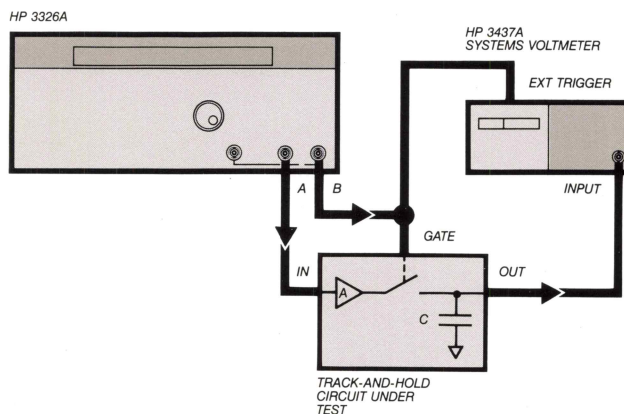 HP 3326A
HP 3437A
SYSTEMS VOLTMETER
EXT TRIGGER
A
B
INPUT
GATE
IN
OUT
A
C
TRACK-AND-HOLD
CIRCUIT UNDER
TEST